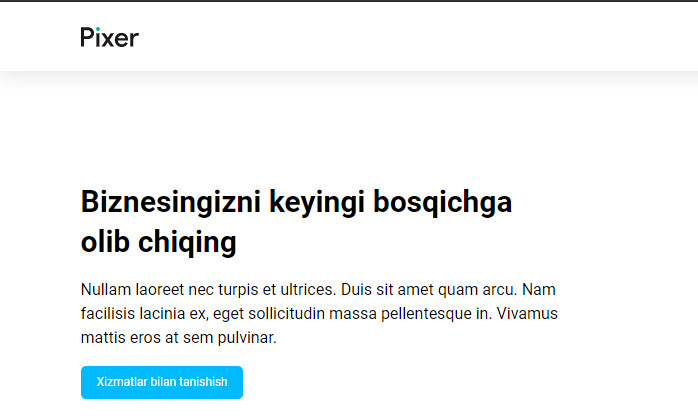 Pixer
Biznesingizni keyingi bosqichga
olib chiqing
Nullam laoreet nec turpis et ultrices. Duis sit amet quam arcu. Nam
facilisis lacinia ex, eget sollicitudin massa pellentesque in. Vivamus
mattis eros at sem pulvinar.
Xizmatlar bilan tanishish